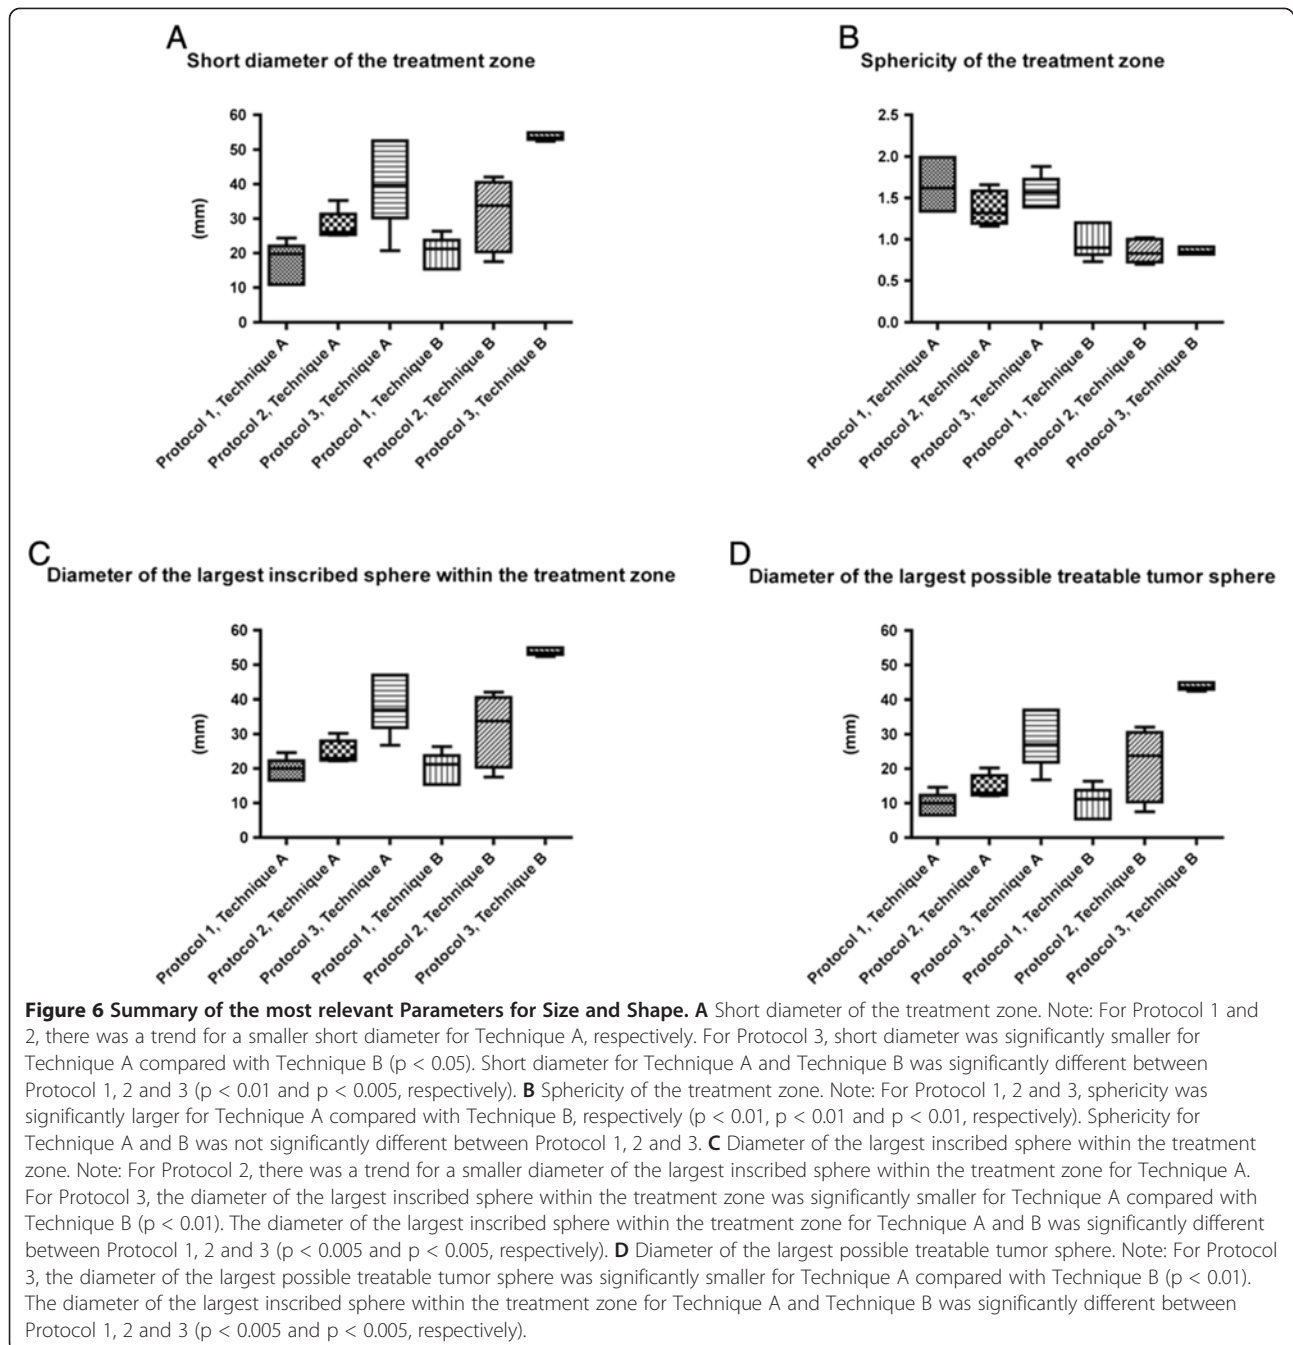 A
Short diameter of the treatment zone
60
50
40
30
20
10
0
(mm)
Protocol 1, Technique A
Protocol 2, Technique A
Protocol 3, Technique A
Protocol 1, Technique B
Protocol 2, Technique B
Protocol 3, Technique B
B
Sphericity of the treatment zone
2.5
2.0
1.5
1.0
0.5
0.0
Protocol 1, Technique A
Protocol 2, Technique A
Protocol 3, Technique A
Protocol 1, Technique B
Protocol 2, Technique B
Protocol 3, Technique B
C
Diameter of the largest inscribed sphere within the treatment zone
60
50
40
30
20
10
0
(mm)
Protocol 1, Technique A
Protocol 2, Technique A
Protocol 3, Technique A
Protocol 1, Technique B
Protocol 2, Technique B
Protocol 3, Technique B
D
Diameter of the largest possible treatable tumor sphere
60
50
40
30
20
10
0
(mm)
Protocol 1, Technique A
Protocol 2, Technique A
Protocol 3, Technique A
Protocol 1, Technique B
Protocol 2, Technique B
Protocol 3, Technique B
Figure 6 Summary of the most relevant Parameters for Size and Shape. A Short diameter of the treatment zone. Note: For Protocol 1 and
2, there was a trend for a smaller short diameter for Technique A, respectively. For Protocol 3, short diameter was significantly smaller for
Technique A compared with Technique B (p < 0.05). Short diameter for Technique A and Technique B was significantly different between
Protocol 1, 2 and 3 (p < 0.01 and p < 0.005, respectively). B Sphericity of the treatment zone. Note: For Protocol 1, 2 and 3, sphericity was
significantly larger for Technique A compared with Technique B, respectively (p < 0.01, p < 0.01 and p < 0.01, respectively). Sphericity for
Technique A and B was not significantly different between Protocol 1, 2 and 3. C Diameter of the largest inscribed sphere within the treatment
zone. Note: For Protocol 2, there was a trend for a smaller diameter of the largest inscribed sphere within the treatment zone for Technique A.
For Protocol 3, the diameter of the largest inscribed sphere within the treatment zone was significantly smaller for Technique A compared with
Technique B (p < 0.01). The diameter of the largest inscribed sphere within the treatment zone for Technique A and B was significantly different
between Protocol 1, 2 and 3 (p < 0.005 and p < 0.005, respectively). D Diameter of the largest possible treatable tumor sphere. Note: For Protocol
3, the diameter of the largest possible treatable tumor sphere was significantly smaller for Technique A compared with Technique B (p < 0.01).
The diameter of the largest inscribed sphere within the treatment zone for Technique A and Technique B was significantly different between
Protocol 1, 2 and 3 (p < 0.005 and p < 0.005, respectively).